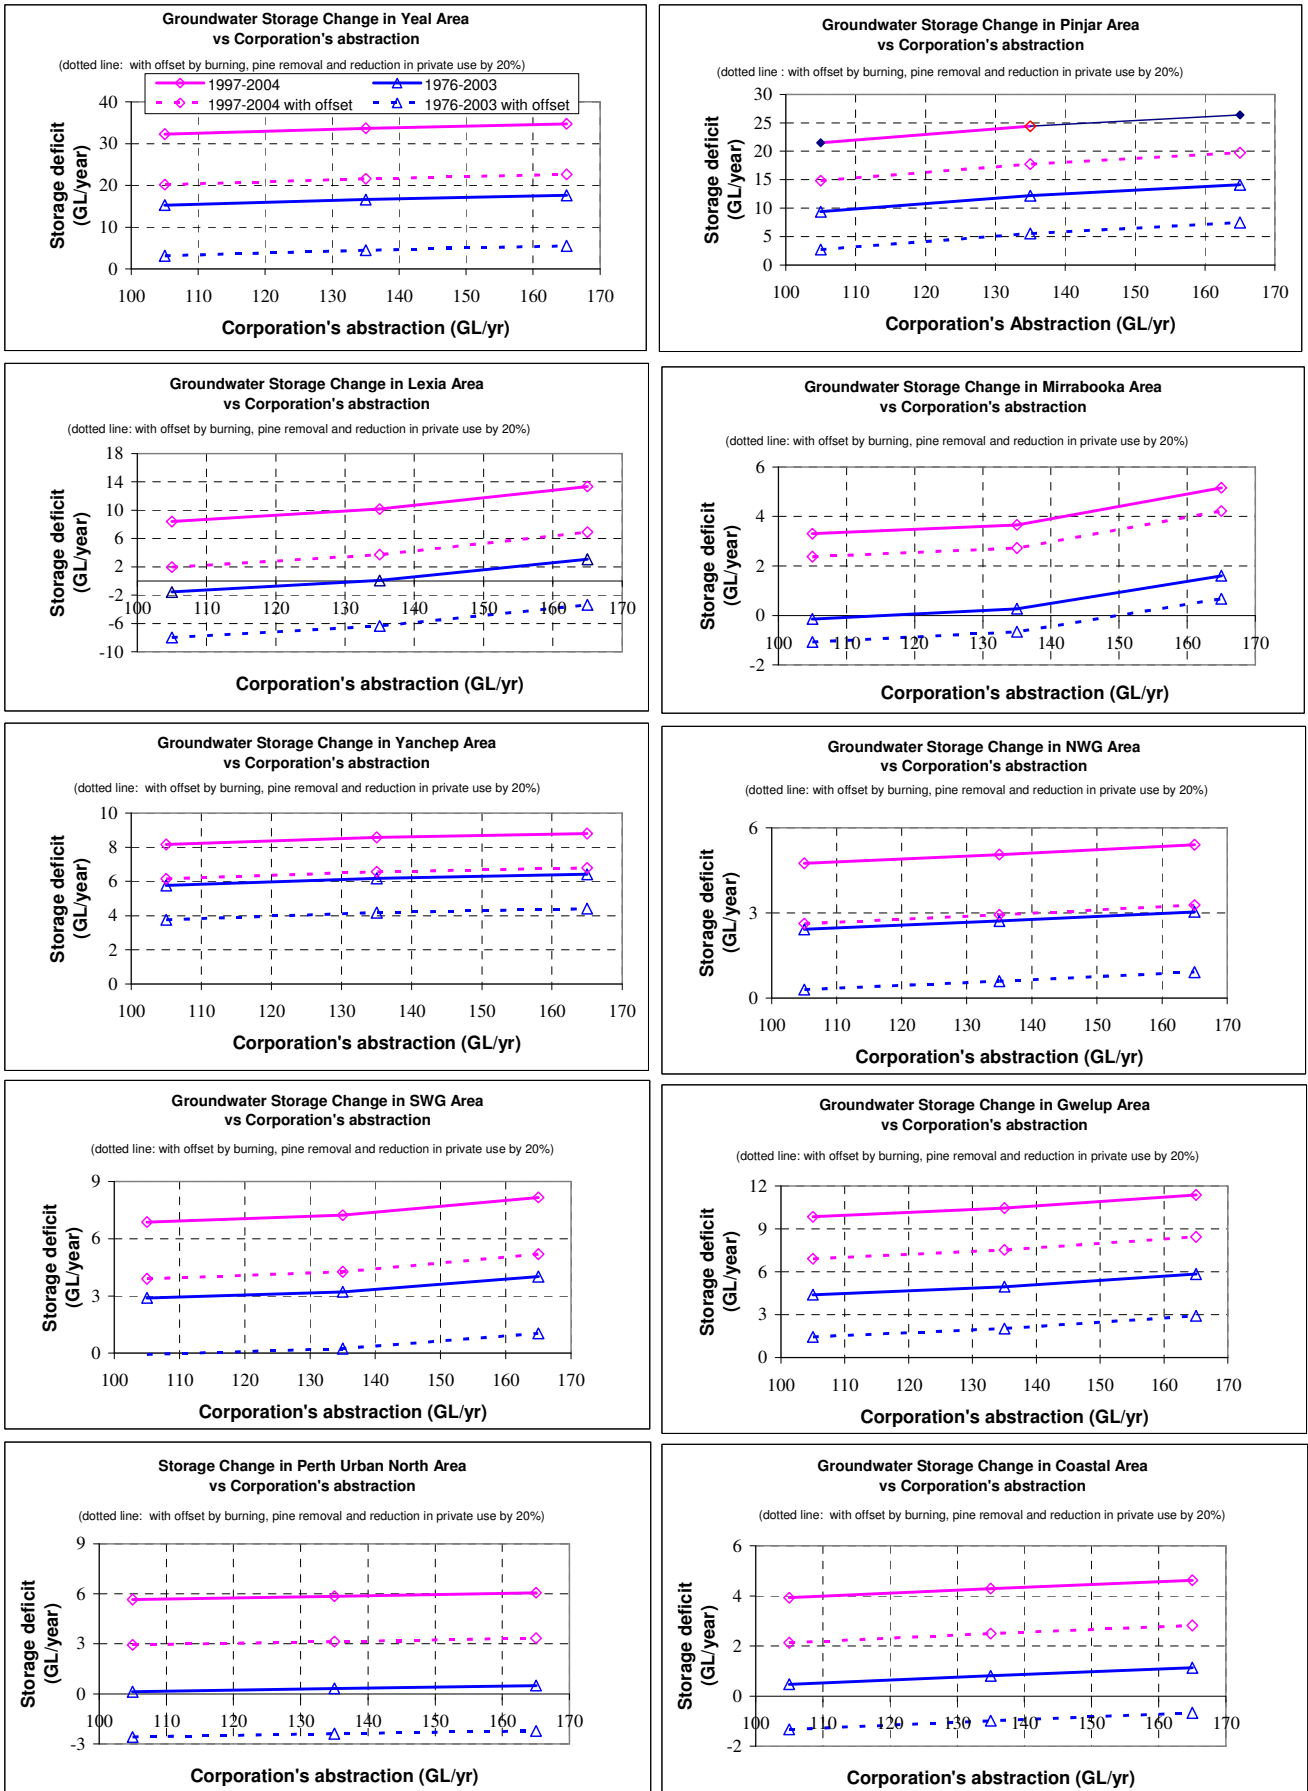 Groundwater Storage Change in Yeal Area
vs Corporation's abstraction
(dotted line: with offset by burning, pine removal and reduction in private use by 20%)
1997-2004
1976-2003
1997-2004 with offset
1976-2003 with offset
40
30
20
10
0
Storage deficit
(GL/year)
100 110 120 130 140 150 160 170
Corporation's abstraction (GL/yr)
Groundwater Storage Change in Pinjar Area
vs Corporation's abstraction
(dotted line : with offset by burning, pine removal and reduction in private use by 20%)
30
25
20
15
10
5
0
Storage deficit
(GL/year)
100 110 120 130 140 150 160 170
Corporation's Abstraction (GL/yr)
Groundwater Storage Change in Lexia Area
vs Corporation's abstraction
(dotted line: with offset by burning, pine removal and reduction in private use by 20%)
18
14
10
6
2
-2
-6
-10
Storage deficit
(GL/year)
100 110 120 130 140 150 160 170
Corporation's abstraction (GL/yr)
Groundwater Storage Change in Mirrabooka Area
vs Corporation's abstraction
(dotted line: with offset by burning, pine removal and reduction in private use by 20%)
6
4
2
0
-2
Storage deficit
(GL/year)
100 110 120 130 140 150 160 170
Corporation's abstraction (GL/yr)
Groundwater Storage Change in Yanchep Area
vs Corporation's abstraction
(dotted line: with offset by burning, pine removal and reduction in private use by 20%)
10
8
6
4
2
0
Storage deficit
(GL/year)
100 110 120 130 140 150 160 170
Corporation's abstraction (GL/yr)
Groundwater Storage Change in NWG Area
vs Corporation's abstraction
(dotted line: with offset by burning, pine removal and reduction in private use by 20%)
6
3
0
Storage deficit
(GL/year)
100 110 120 130 140 150 160 170
Corporation's abstraction (GL/yr)
Groundwater Storage Change in SWG Area
vs Corporation's abstraction
(dotted line: with offset by burning, pine removal and reduction in private use by 20%)
9
6
3
0
Storage deficit
(GL/year)
100 110 120 130 140 150 160 170
Corporation's abstraction (GL/yr)
Groundwater Storage Change in Gwelup Area
vs Corporation's abstraction
(dotted line: with offset by burning, pine removal and reduction in private use by 20%)
12
9
6
3
0
Storage deficit
(GL/year)
100 110 120 130 140 150 160 170
Corporation's abstraction (GL/yr)
Storage Change in Perth Urban North Area
vs Corporation's abstraction
(dotted line: with offset by burning, pine removal and reduction in private use by 20%)
9
6
3
0
-3
Storage deficit
(GL/year)
100 110 120 130 140 150 160 170
Corporation's abstraction (GL/yr)
Groundwater Storage Change in Coastal Area
vs Corporation's abstraction
(dotted line: with offset by burning, pine removal and reduction in private use by 20%)
6
4
2
0
-2
Storage deficit
(GL/year)
100 110 120 130 140 150 160 170
Corporation's abstraction (GL/yr)